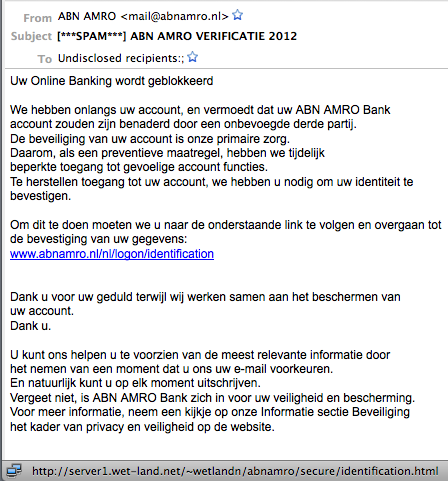 From ABN AMRO <mail@abnamro.nl>
Subject [***SPAM***] ABN AMRO VERIFICATIE 2012
To Undisclosed recipients:;
Uw Online Banking wordt geblokkeerd
We hebben onlangs uw account, en vermoedt dat uw ABN AMRO Bank
account zouden zijn benaderd door een onbevoegde derde partij.
De beveiliging van uw account is onze primaire zorg.
Daarom, als een preventieve maatregel, hebben we tijdelijk
beperkte toegang tot gevoelige account functies.
Te herstellen toegang tot uw account, we hebben u nodig om uw identiteit te
bevestigen.
Om dit te doen moeten we u naar de onderstaande link te volgen en overgaan tot
de bevestiging van uw gegevens:
www.abnamro.nl/nl/logon/identification
Dank u voor uw geduld terwijl wij werken samen aan het beschermen van
uw account.
Dank u.
U kunt ons helpen u te voorzien van de meest relevante informatie door
het nemen van een moment dat u ons uw e-mail voorkeuren.
En natuurlijk kunt u op elk moment uitschrijven.
Vergeet niet, is ABN AMRO Bank zich in voor uw veiligheid en bescherming.
Voor meer informatie, neem een kijkje op onze Informatie sectie Beveiliging
het kader van privacy en veiligheid op de website.
http://server1.wet-land.net/~wetlandn/abnamro/secure/identification.html